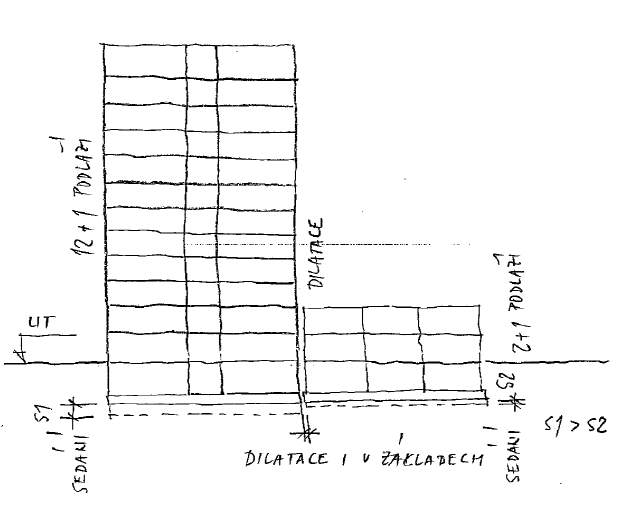 12+1 PODLAŽÍ
DILATACE
UT
2+1 PODLAŽÍ
S1
SEDÁNÍ
S2
SEDÁNÍ
S1 > S2
DILATACE I V ZÁKLADECH